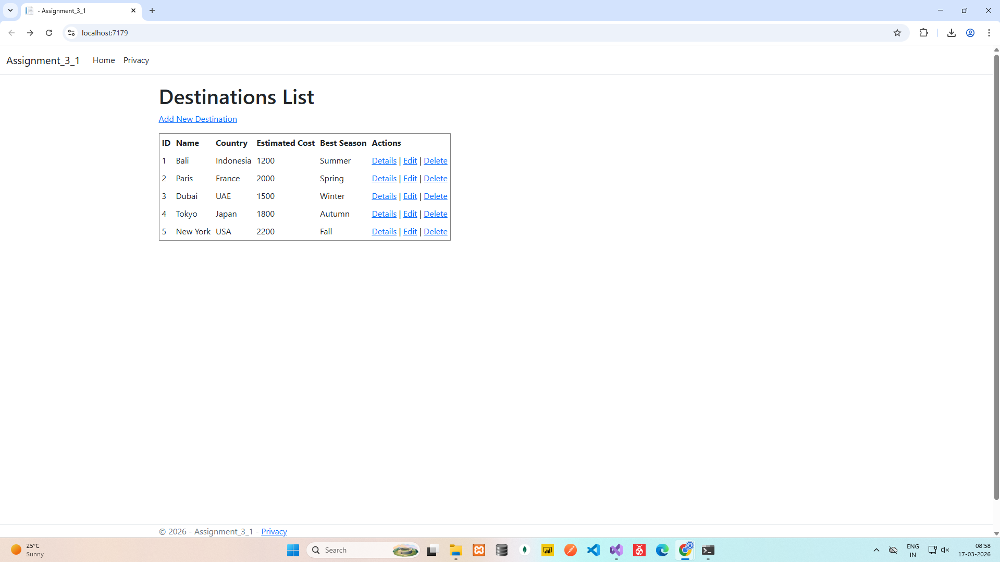 - Assignment_3_1
localhost:7179
Assignment_3_1 Home Privacy
Destinations List
Add New Destination
ID Name Country Estimated Cost Best Season Actions
1 Bali Indonesia 1200 Summer Details | Edit | Delete
2 Paris France 2000 Spring Details | Edit | Delete
3 Dubai UAE 1500 Winter Details | Edit | Delete
4 Tokyo Japan 1800 Autumn Details | Edit | Delete
5 New York USA 2200 Fall Details | Edit | Delete
© 2026 - Assignment_3_1 - Privacy
25°C
Sunny
Search
ENG
IN
08:58
17-03-2026